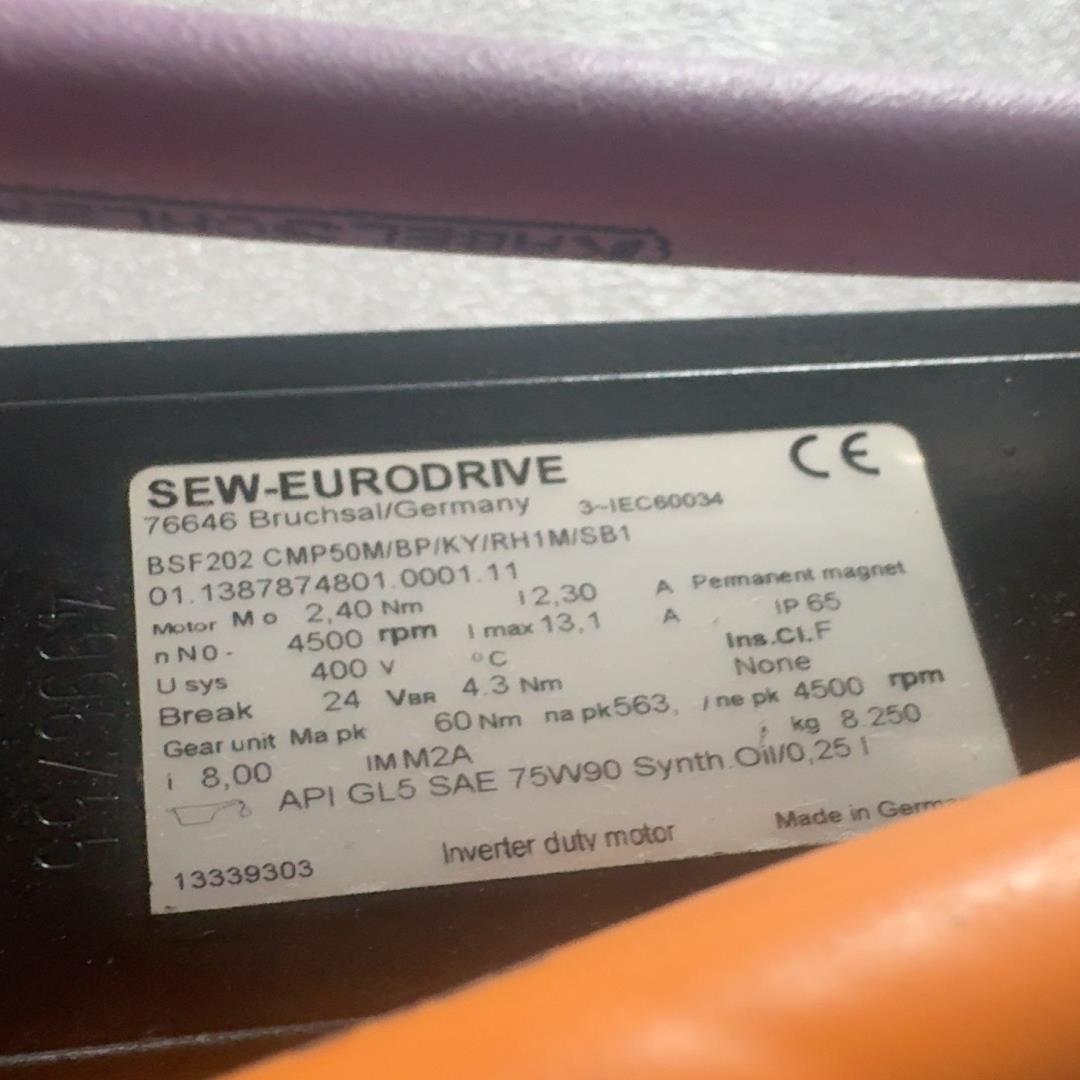 SEW-EURODRIVE CE
76646 Bruchsal/Germany 3~IEC60034
BSF202 CMP50M/BP/KY/RH1M/SB1
01.1387874801.0001.11
Motor Mo 2,40 Nm I 2,30 A Permanent magnet
n N0- 4500 rpm I max 13,1 A IP 65
U sys 400 V °C Ins.Cl.F
Break 24 VBR 4.3 Nm None
Gear unit Ma pk 60 Nm na pk 563, / ne pk 4500 rpm
i 8,00 IM M2A kg 8.250
API GL5 SAE 75W90 Synth.Oil/0,25 l
13339303 Inverter duty motor Made in